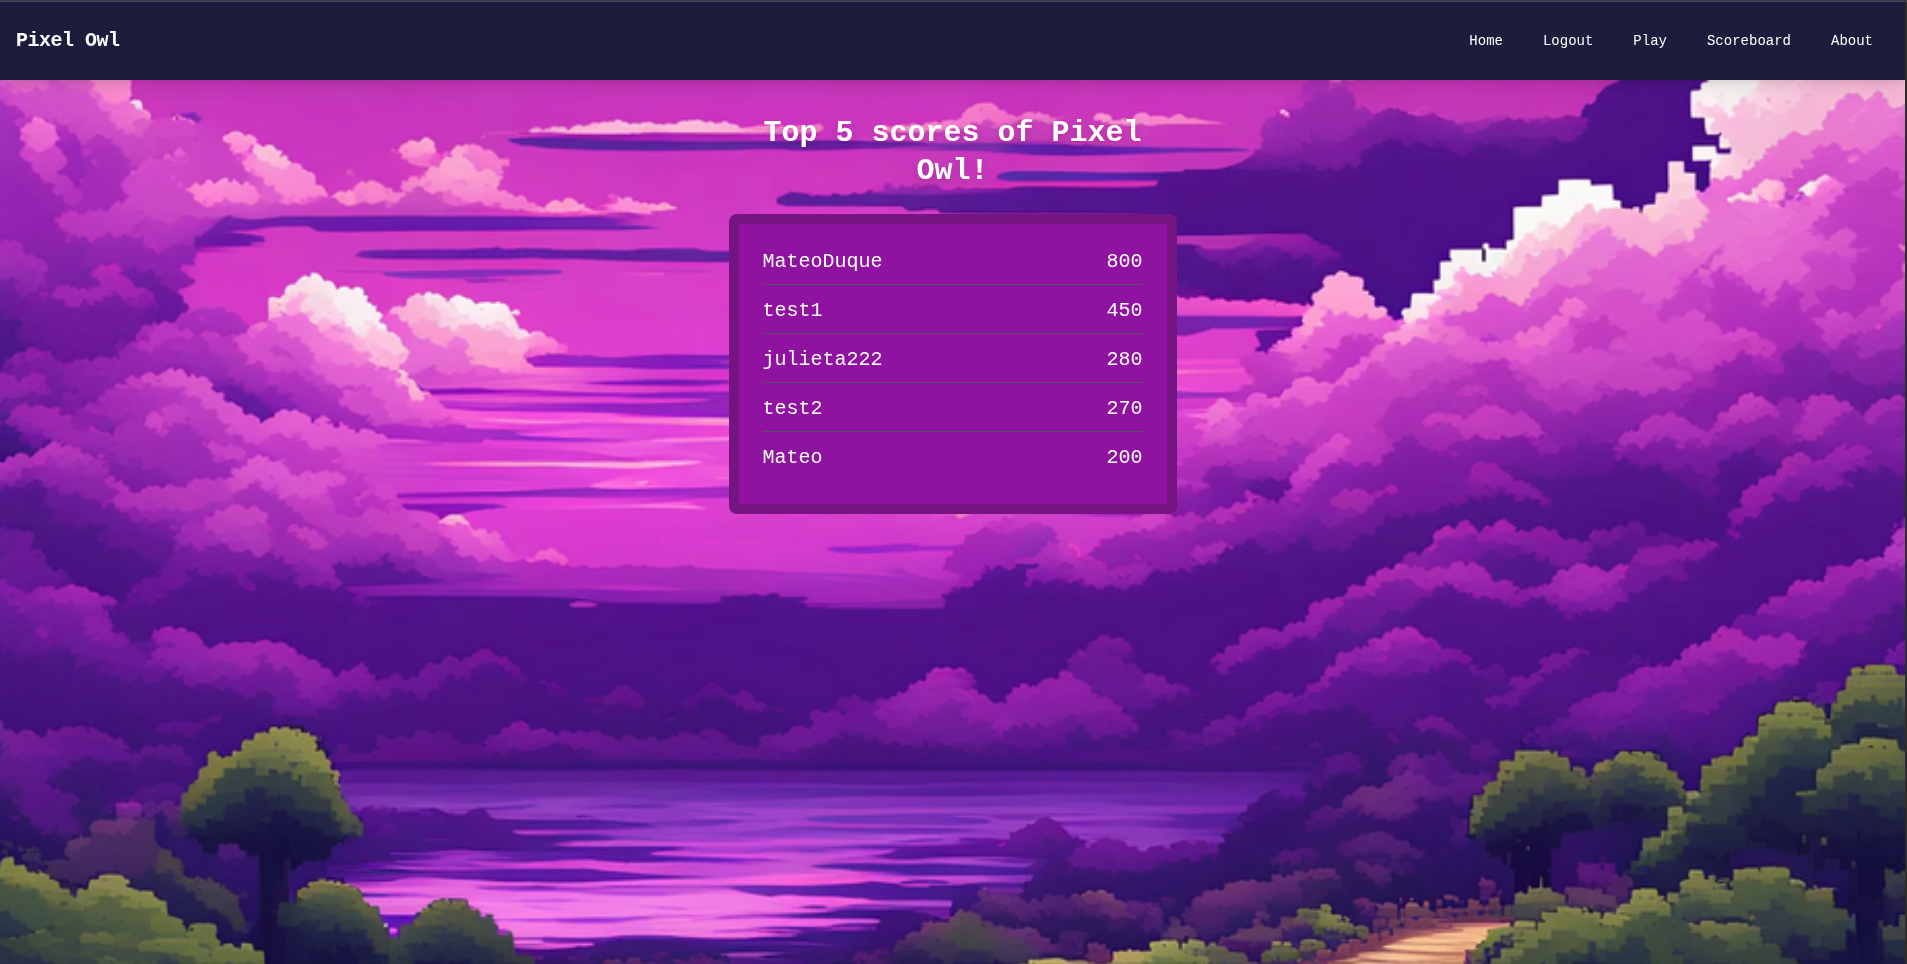 Pixel Owl
Home Logout Play Scoreboard About
Top 5 scores of Pixel
Owl!
MateoDuque 800
test1 450
julieta222 280
test2 270
Mateo 200